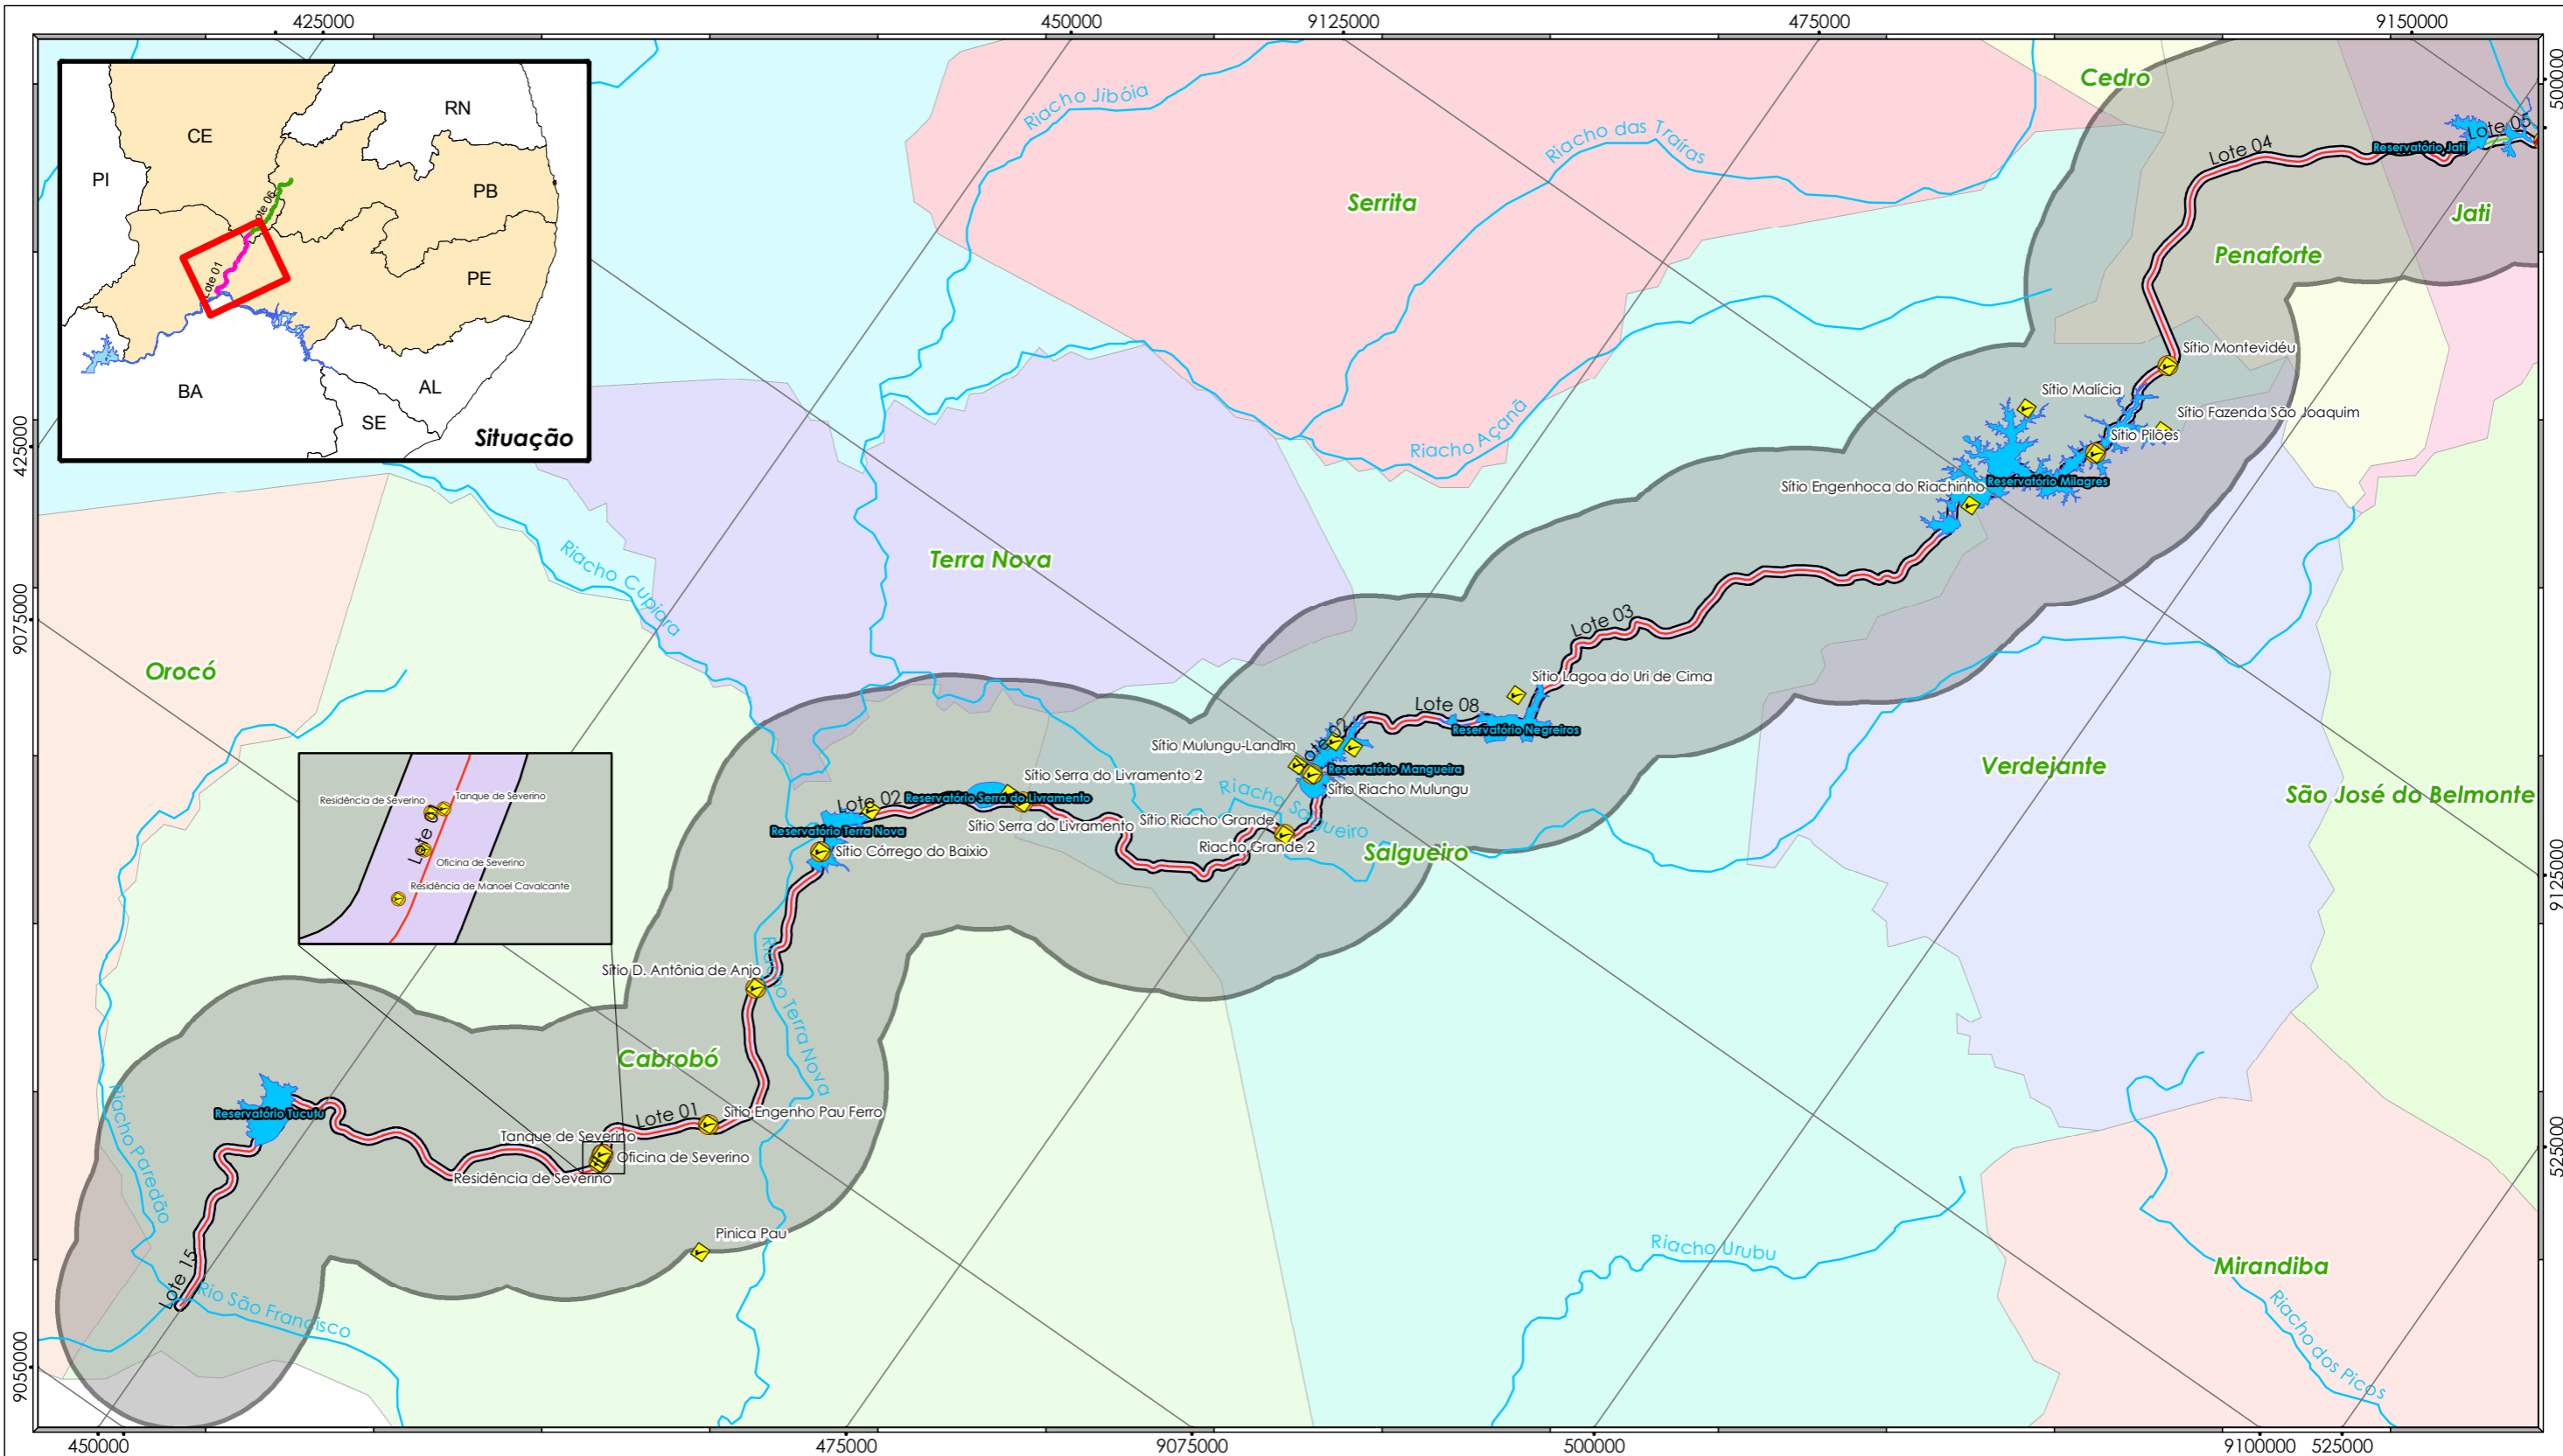 425000
450000
9125000
475000
9150000
500000
425000
9075000
9050000
9125000
525000
450000
475000
9075000
500000
9100000
525000
CE
RN
PI
PB
PE
BA
AL
SE
Lote 01
Situação
Riacho Jibóia
Riacho das Traíras
Cedro
Serrita
Lote 04
Lote 05
Reservatório Jati
Jati
Penaforte
Sítio Montevidéu
Sítio Malícia
Sítio Fazenda São Joaquim
Sítio Pilões
Riacho Açanã
Sítio Engenhoca do Riachinho
Reservatório Milagres
Riacho Cupiara
Terra Nova
Orocó
Lote 03
Sítio Lagoa do Uri de Cima
Lote 08
Reservatório Negreiros
Sítio Mulungu-Landim
Reservatório Mangueira
Sítio Riacho Mulungu
Riacho Salgueiro
Verdejante
São José do Belmonte
Sítio Serra do Livramento 2
Lote 02
Reservatório Serra do Livramento
Sítio Serra do Livramento
Sítio Riacho Grande
Riacho Grande 2
Salgueiro
Reservatório Terra Nova
Sítio Córrego do Baixio
Residência de Severino
Tanque de Severino
Oficina de Severino
Residência de Manoel Cavalcante
Sítio D. Antônia de Anjo
Riacho Terra Nova
Cabrobó
Reservatório Tucutu
Lote 01
Sítio Engenho Pau Ferro
Tanque de Severino
Oficina de Severino
Residência de Severino
Riacho Paredão
Pinica Pau
Lote 15
Rio São Francisco
Riacho Urubu
Mirandiba
Riacho dos Picos